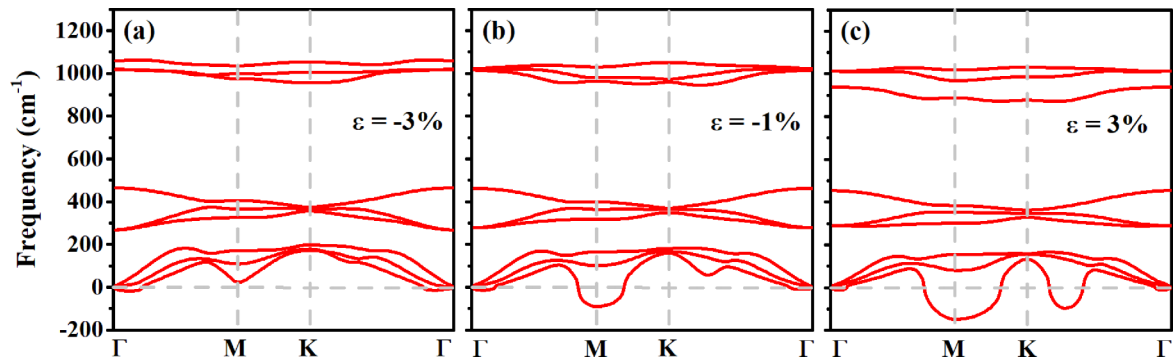 (a)
(b)
(c)
1200
1000
800
600
400
200
0
-200
Frequency (cm⁻¹)
ε = -3%
ε = -1%
ε = 3%
Γ M K Γ
Γ M K Γ
Γ M K Γ